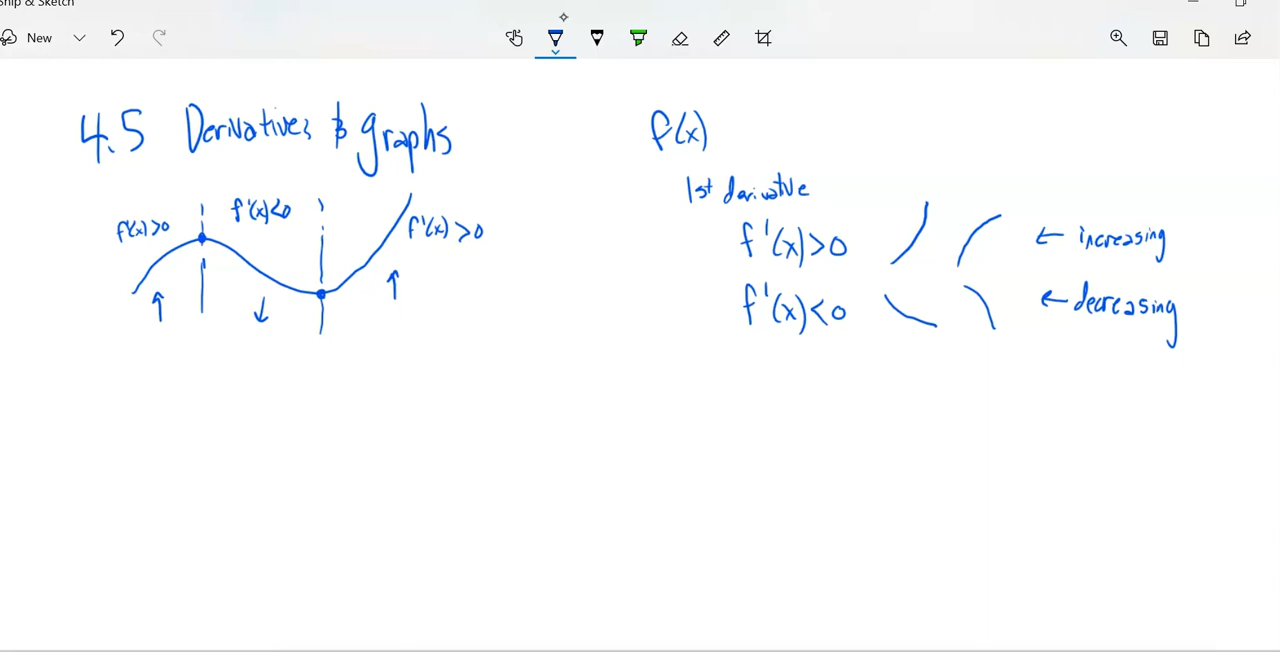 Ship & Sketch
New
4.5 Derivatives & graphs
f'(x)>0
f'(x)<0
f'(x)>0
↑
↓
↑
f(x)
1st derivative
f'(x)>0 ← increasing
f'(x)<0 ← decreasing